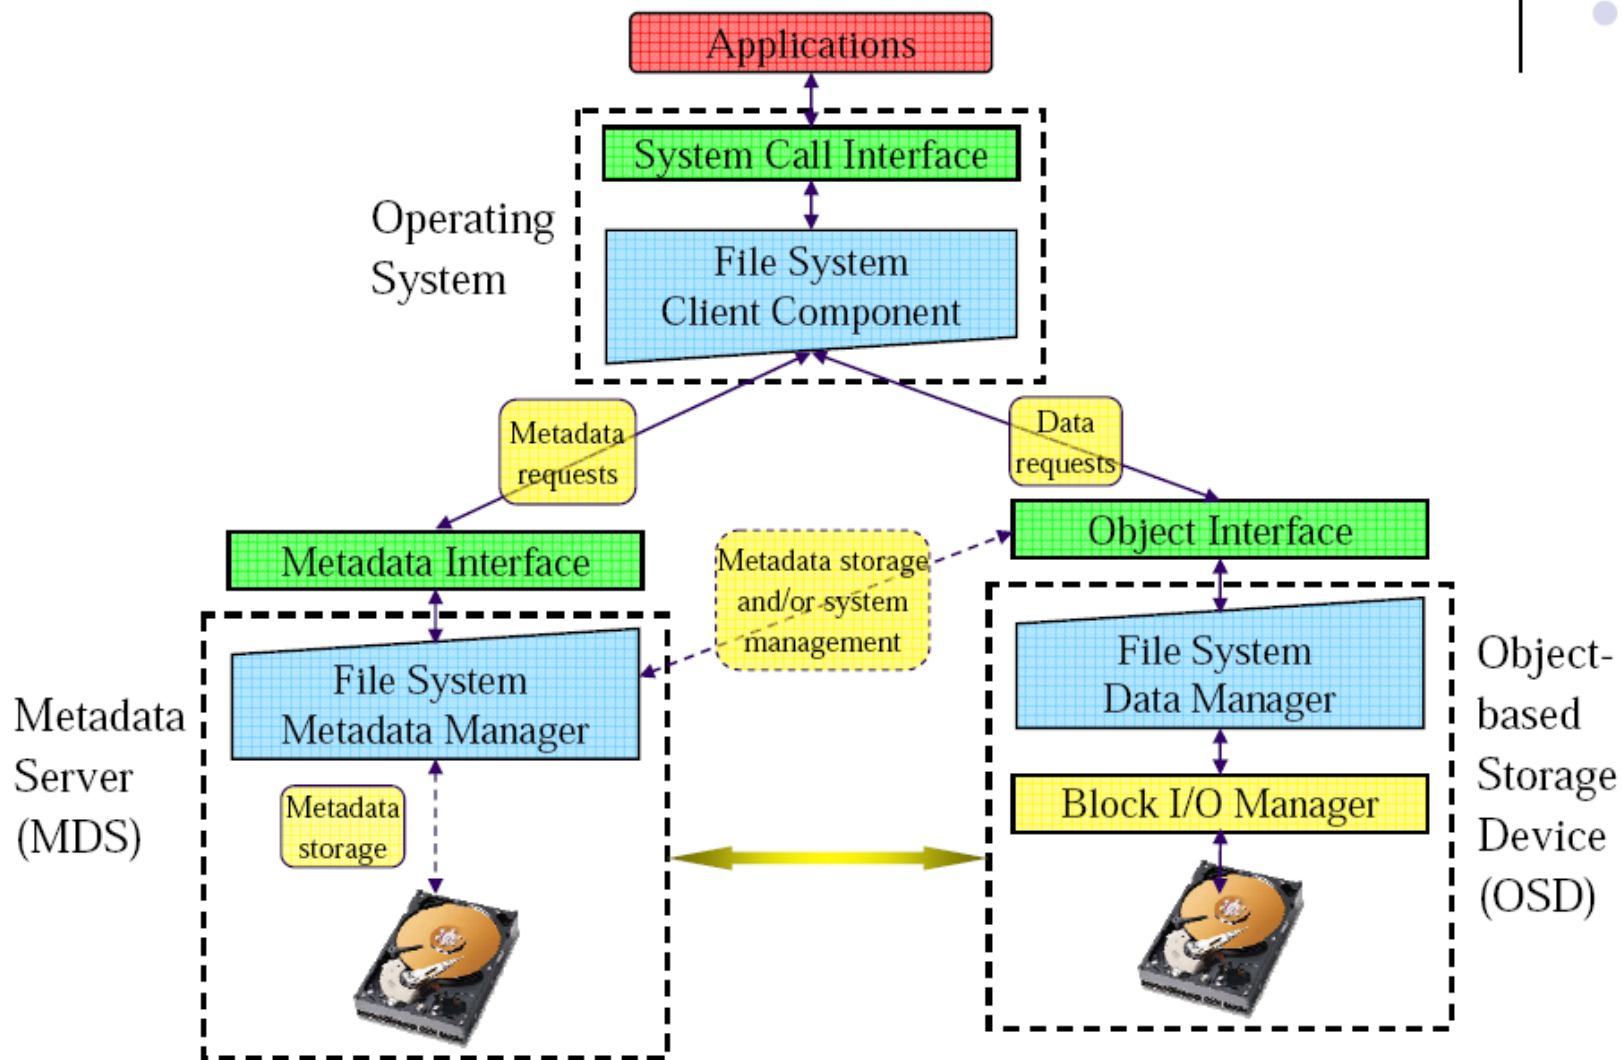 Applications
System Call Interface
Operating
System
File System
Client Component
Metadata
requests
Data
requests
Metadata Interface
Metadata storage
and/or system
management
Object Interface
File System
Metadata Manager
File System
Data Manager
Metadata
Server
(MDS)
Metadata
storage
Block I/O Manager
Object-
based
Storage
Device
(OSD)